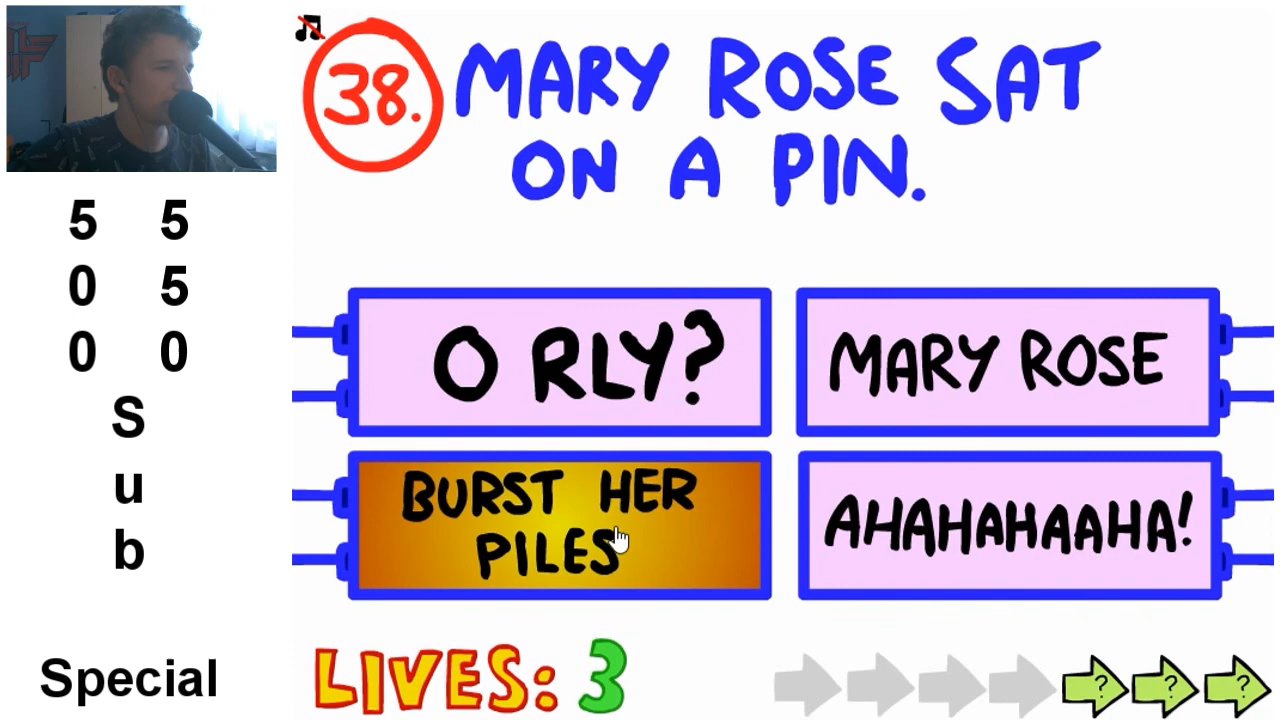 38. MARY ROSE SAT
ON A PIN.
5 5
0 5
0 0
S
u
b
Special
O RLY?
MARY ROSE
BURST HER
PILES
AHAHAHAAHA!
LIVES: 3
? ? ?